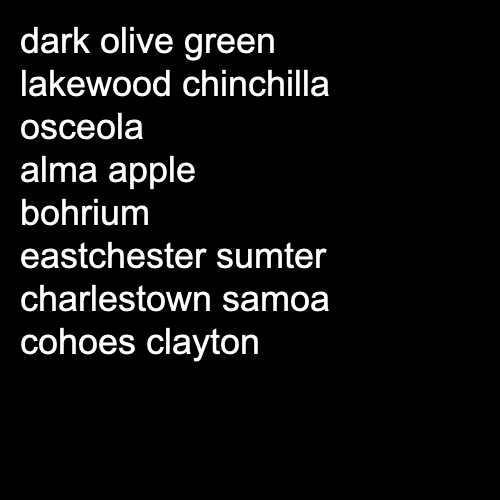 dark olive green
lakewood chinchilla
osceola
alma apple
bohrium
eastchester sumter
charlestown samoa
cohoes clayton